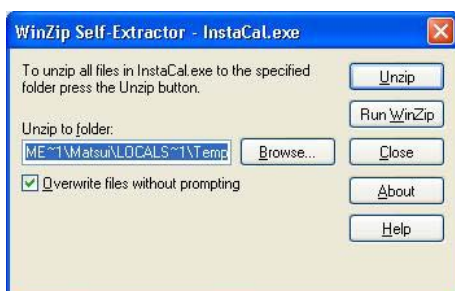 WinZip Self-Extractor - InstaCal.exe
To unzip all files in InstaCal.exe to the specified
folder press the Unzip button.
Unzip to folder:
ME~1\Matsui\LOCALS~1\Temp
Browse...
Overwrite files without prompting
Unzip
Run WinZip
Close
About
Help